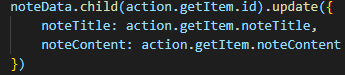 noteData.child(action.getItem.id).update({
    noteTitle: action.getItem.noteTitle,
    noteContent: action.getItem.noteContent
})